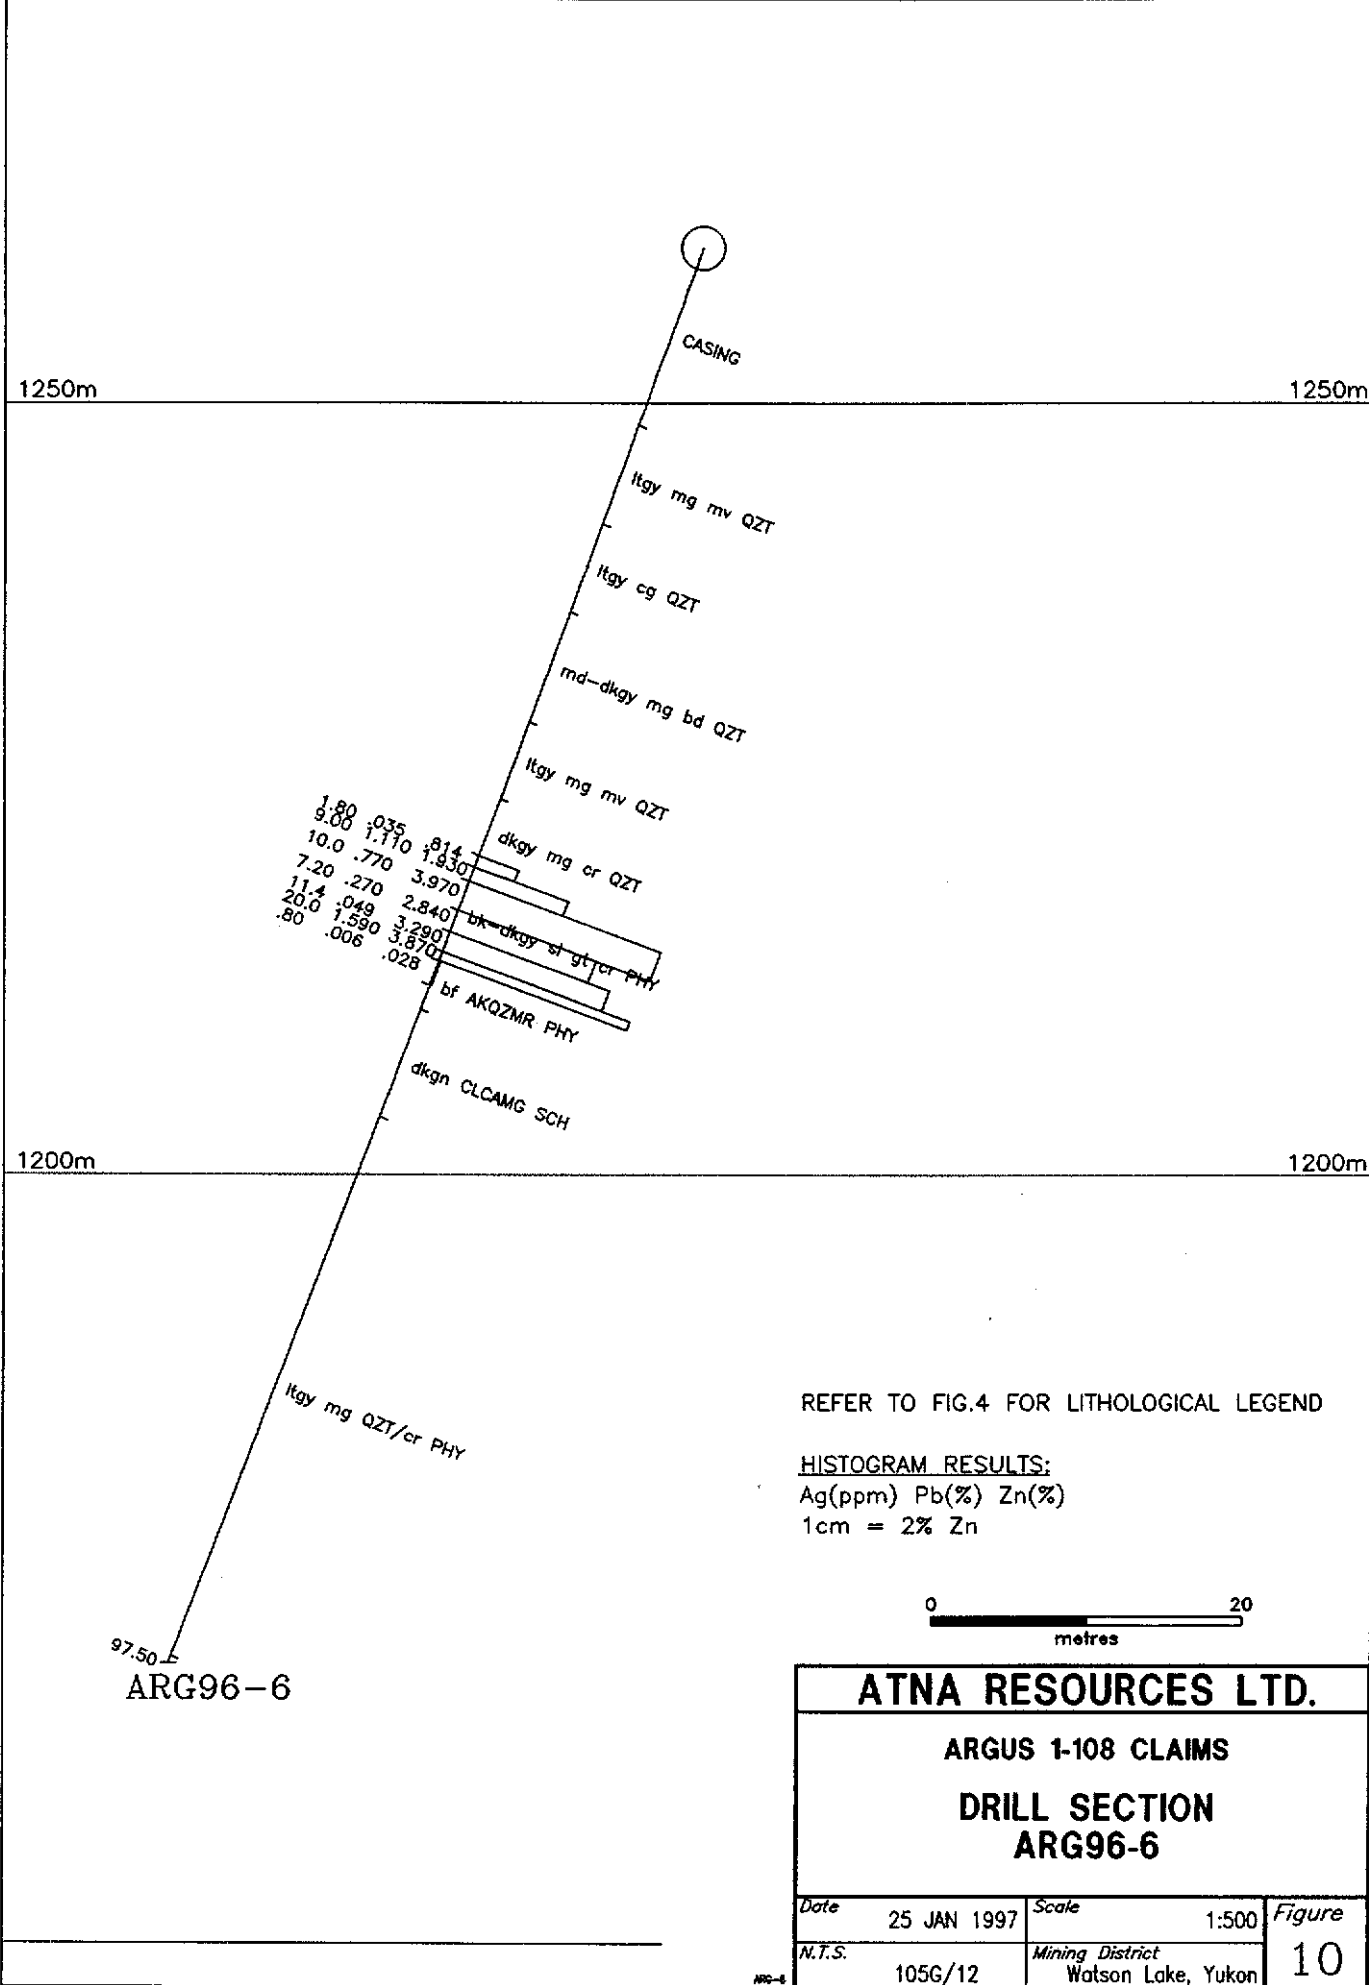 CASING
1250m 1250m
ltgy mg mv QZT
ltgy cg QZT
md-dkgy mg bd QZT
ltgy mg mv QZT
dkgy mg cr QZT
1.80 .035 .814
9.00 1.110 1.930
10.0 .770 3.970
7.20 .270 2.840
11.4 .049 3.290
20.0 1.590 3.870
.80 .006 .028
bk-dkgy sl gt/cr PHY
bf AKQZMR PHY
dkgn CLCAMG SCH
1200m 1200m
ltgy mg QZT/cr PHY
97.50
ARG96-6
REFER TO FIG.4 FOR LITHOLOGICAL LEGEND
HISTOGRAM RESULTS:
Ag(ppm) Pb(%) Zn(%)
1cm = 2% Zn
0 20
metres
ATNA RESOURCES LTD.
ARGUS 1-108 CLAIMS
DRILL SECTION
ARG96-6
Date 25 JAN 1997 Scale 1:500 Figure
N.T.S. 105G/12 Mining District Watson Lake, Yukon 10
ARG-6